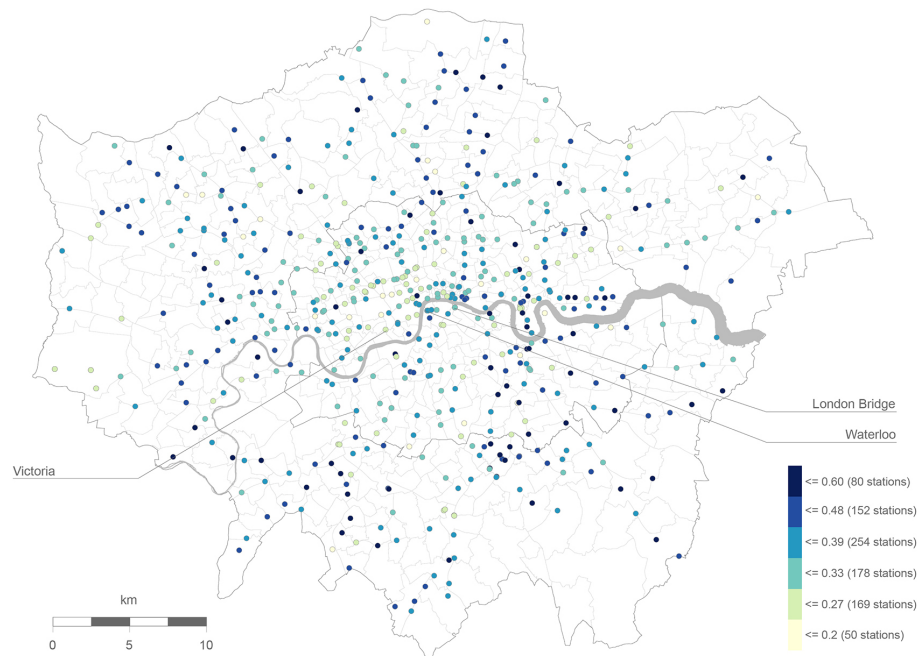 London Bridge
Waterloo
Victoria
<= 0.60 (80 stations)
<= 0.48 (152 stations)
<= 0.39 (254 stations)
<= 0.33 (178 stations)
<= 0.27 (169 stations)
<= 0.2 (50 stations)
km
0 5 10